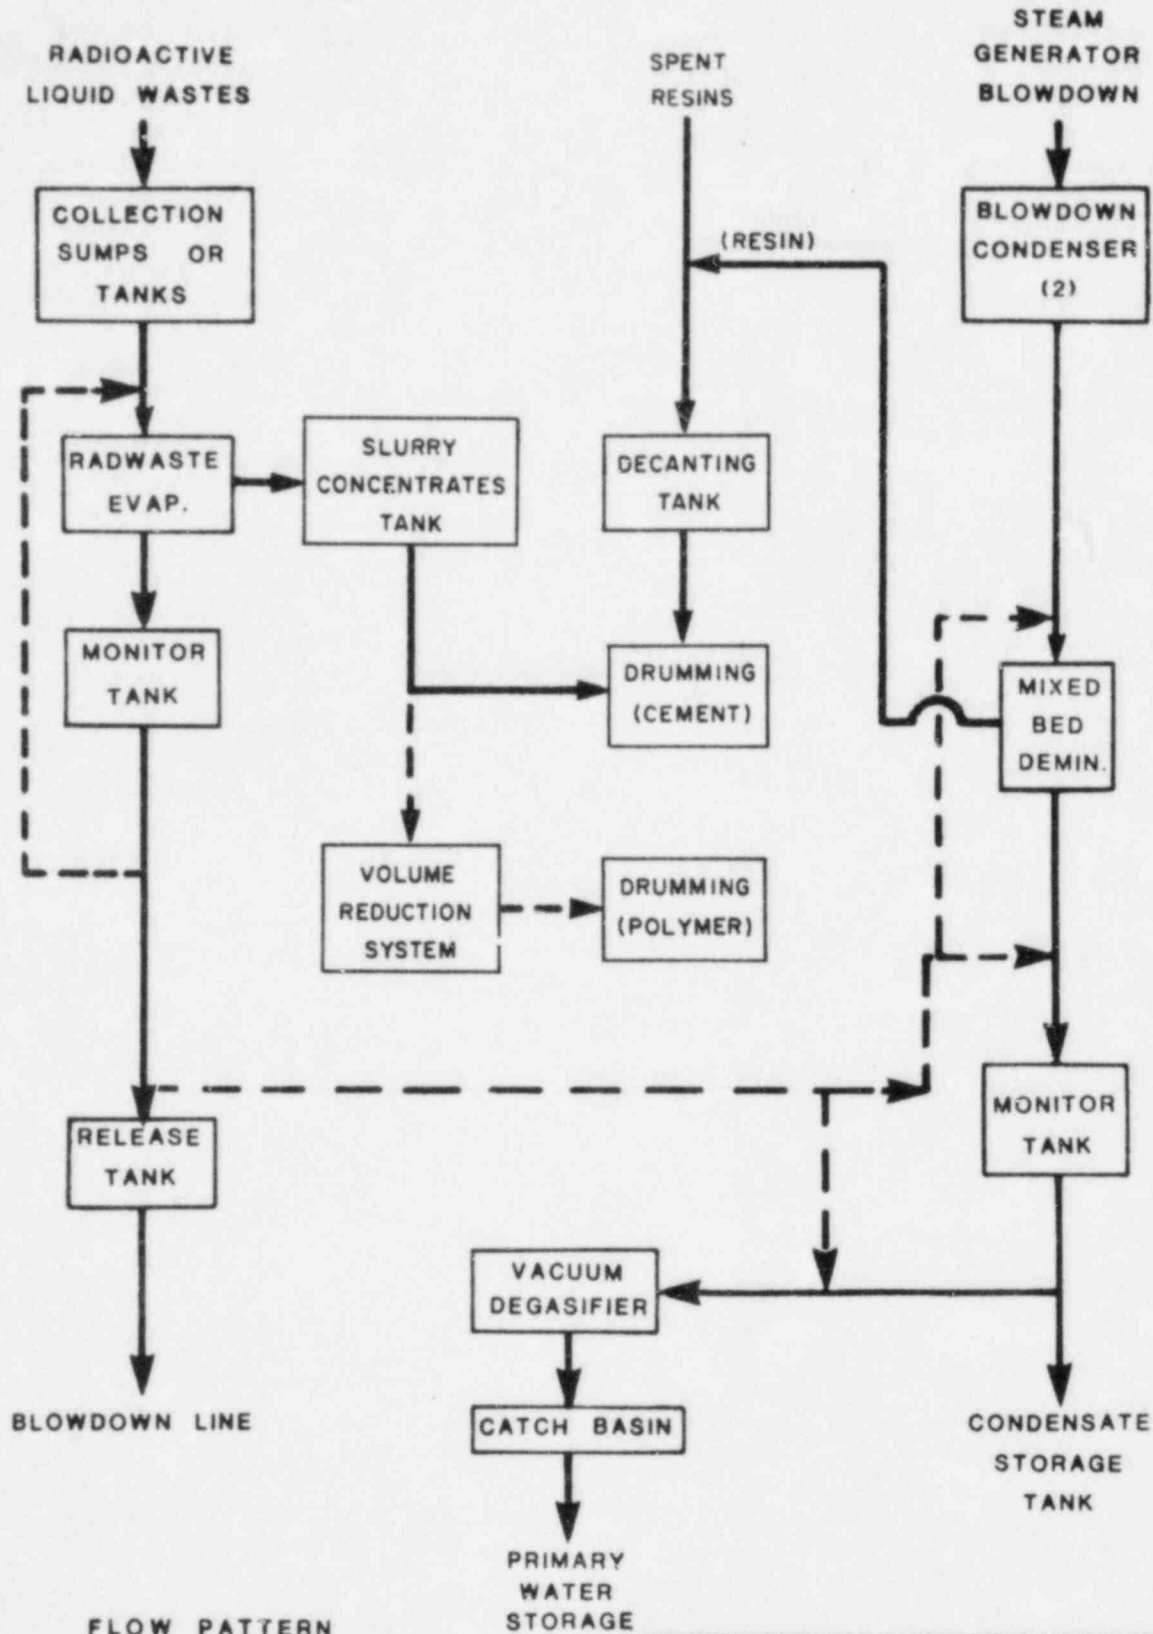 RADIOACTIVE
LIQUID WASTES
SPENT
RESINS
STEAM
GENERATOR
BLOWDOWN
COLLECTION
SUMPS OR
TANKS
(RESIN)
BLOWDOWN
CONDENSER
(2)
RADWASTE
EVAP.
SLURRY
CONCENTRATES
TANK
DECANTING
TANK
MONITOR
TANK
DRUMMING
(CEMENT)
MIXED
BED
DEMIN.
VOLUME
REDUCTION
SYSTEM
DRUMMING
(POLYMER)
RELEASE
TANK
MONITOR
TANK
VACUUM
DEGASIFIER
BLOWDOWN LINE
CATCH BASIN
CONDENSATE
STORAGE
TANK
PRIMARY
WATER
STORAGE
FLOW PATTERN